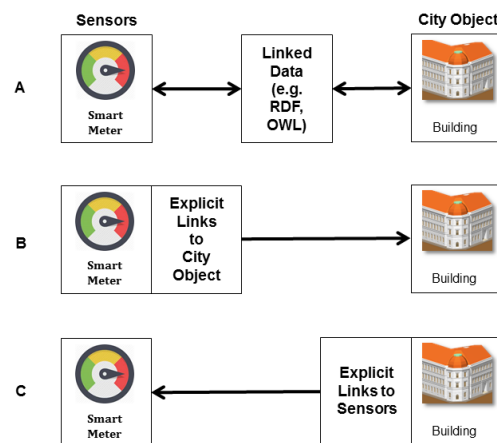 Sensors
City Object
A
Smart
Meter
Linked
Data
(e.g.
RDF,
OWL)
Building
B
Smart
Meter
Explicit
Links
to
City
Object
Building
C
Smart
Meter
Explicit
Links to
Sensors
Building